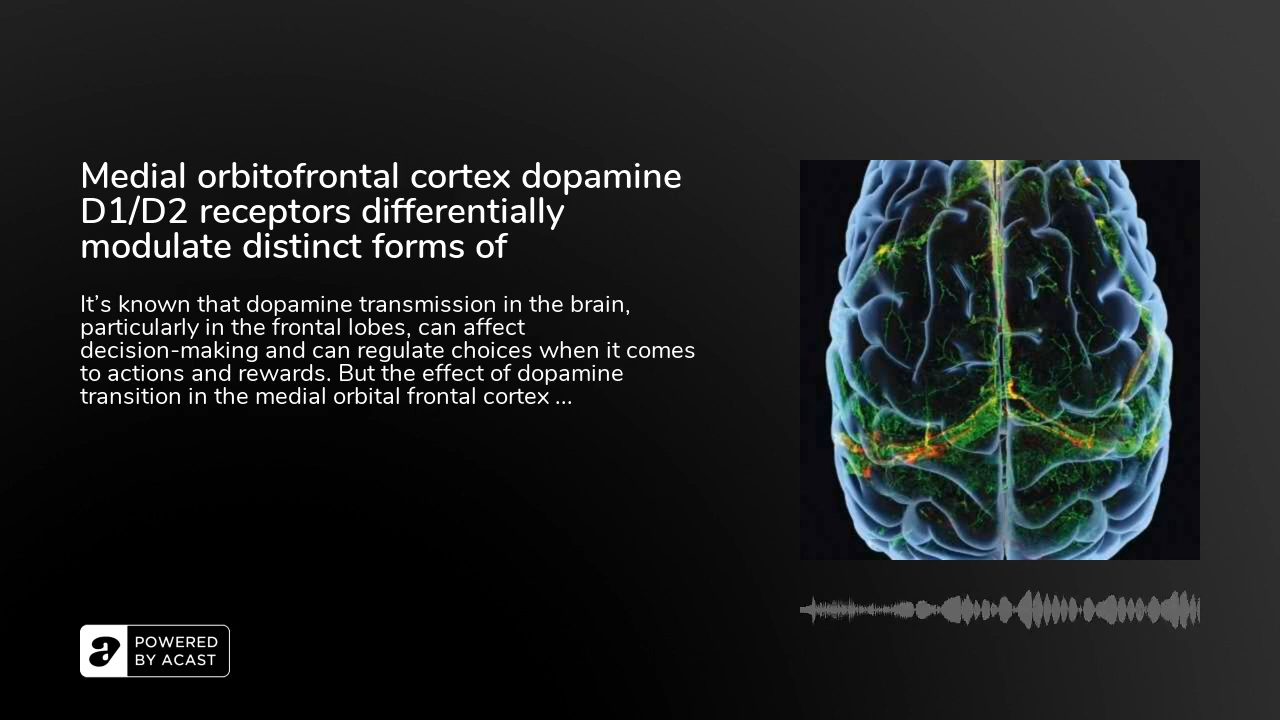 Medial orbitofrontal cortex dopamine
D1/D2 receptors differentially
modulate distinct forms of
It’s known that dopamine transmission in the brain,
particularly in the frontal lobes, can affect
decision-making and can regulate choices when it comes
to actions and rewards. But the effect of dopamine
transition in the medial orbital frontal cortex ...
POWERED
BY ACAST